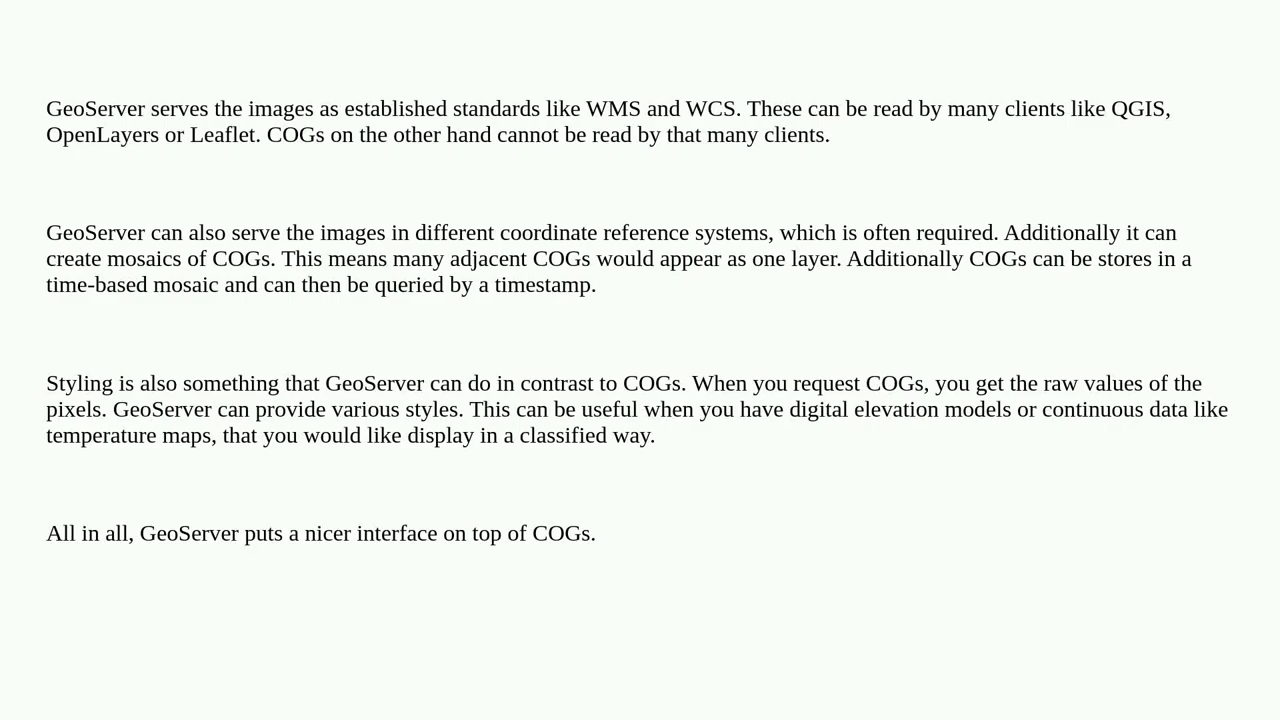 GeoServer serves the images as established standards like WMS and WCS. These can be read by many clients like QGIS,
OpenLayers or Leaflet. COGs on the other hand cannot be read by that many clients.
GeoServer can also serve the images in different coordinate reference systems, which is often required. Additionally it can
create mosaics of COGs. This means many adjacent COGs would appear as one layer. Additionally COGs can be stores in a
time-based mosaic and can then be queried by a timestamp.
Styling is also something that GeoServer can do in contrast to COGs. When you request COGs, you get the raw values of the
pixels. GeoServer can provide various styles. This can be useful when you have digital elevation models or continuous data like
temperature maps, that you would like display in a classified way.
All in all, GeoServer puts a nicer interface on top of COGs.